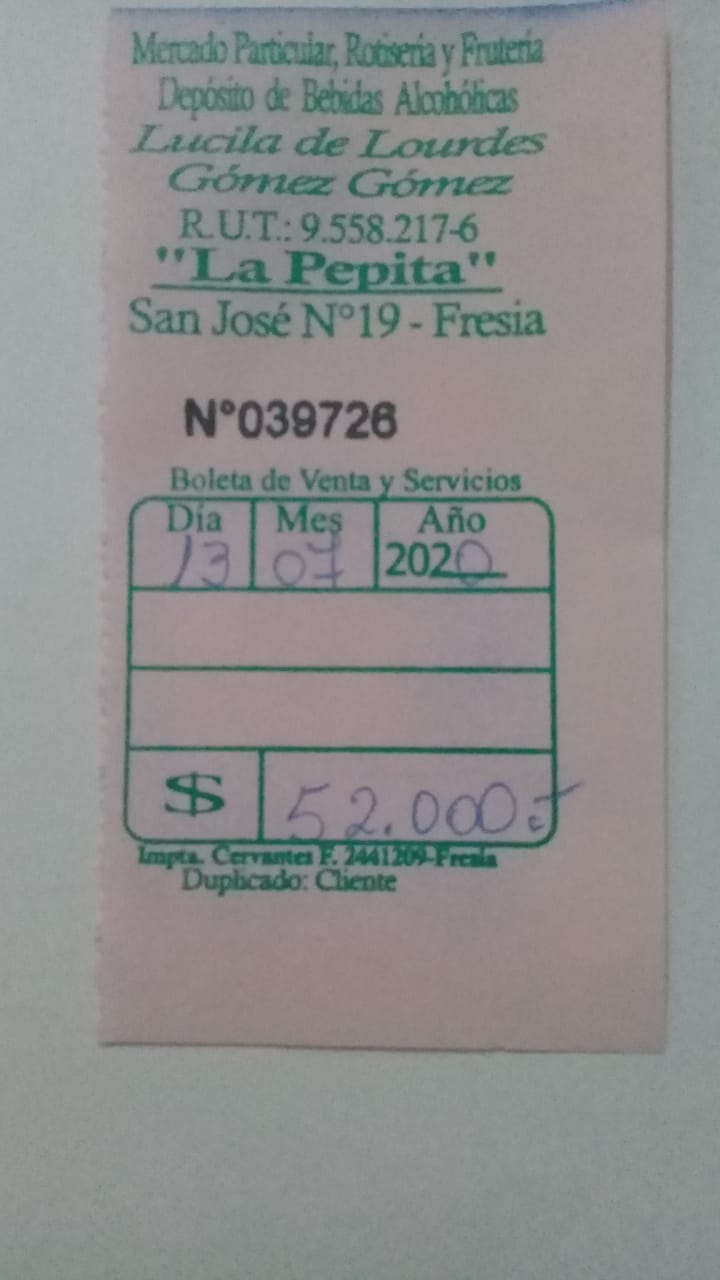 Mercado Particular, Rotisería y Frutería
Depósito de Bebidas Alcohólicas
Lucila de Lourdes
Gómez Gómez
R.U.T.: 9.558.217-6
"La Pepita"
San José N°19 - Fresia
N°039726
Boleta de Venta y Servicios
Día Mes Año
13 07 2020
$ 52.000.-
Impta. Cervantes F. 2441209-Fresia
Duplicado: Cliente